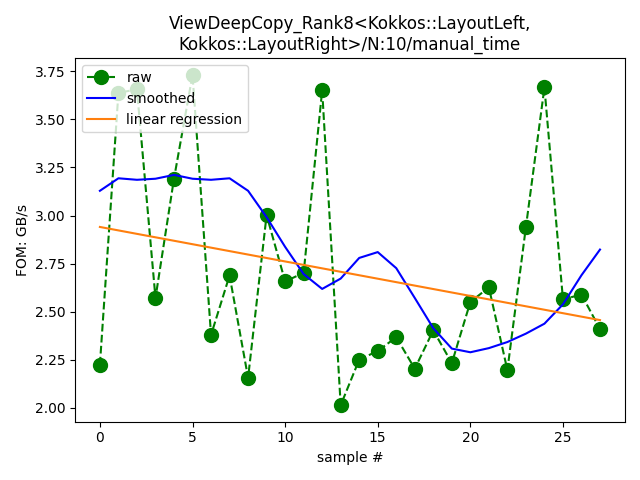 ViewDeepCopy_Rank8<Kokkos::LayoutLeft,
Kokkos::LayoutRight>/N:10/manual_time
FOM: GB/s
3.75
3.50
3.25
3.00
2.75
2.50
2.25
2.00
raw
smoothed
linear regression
0 5 10 15 20 25
sample #